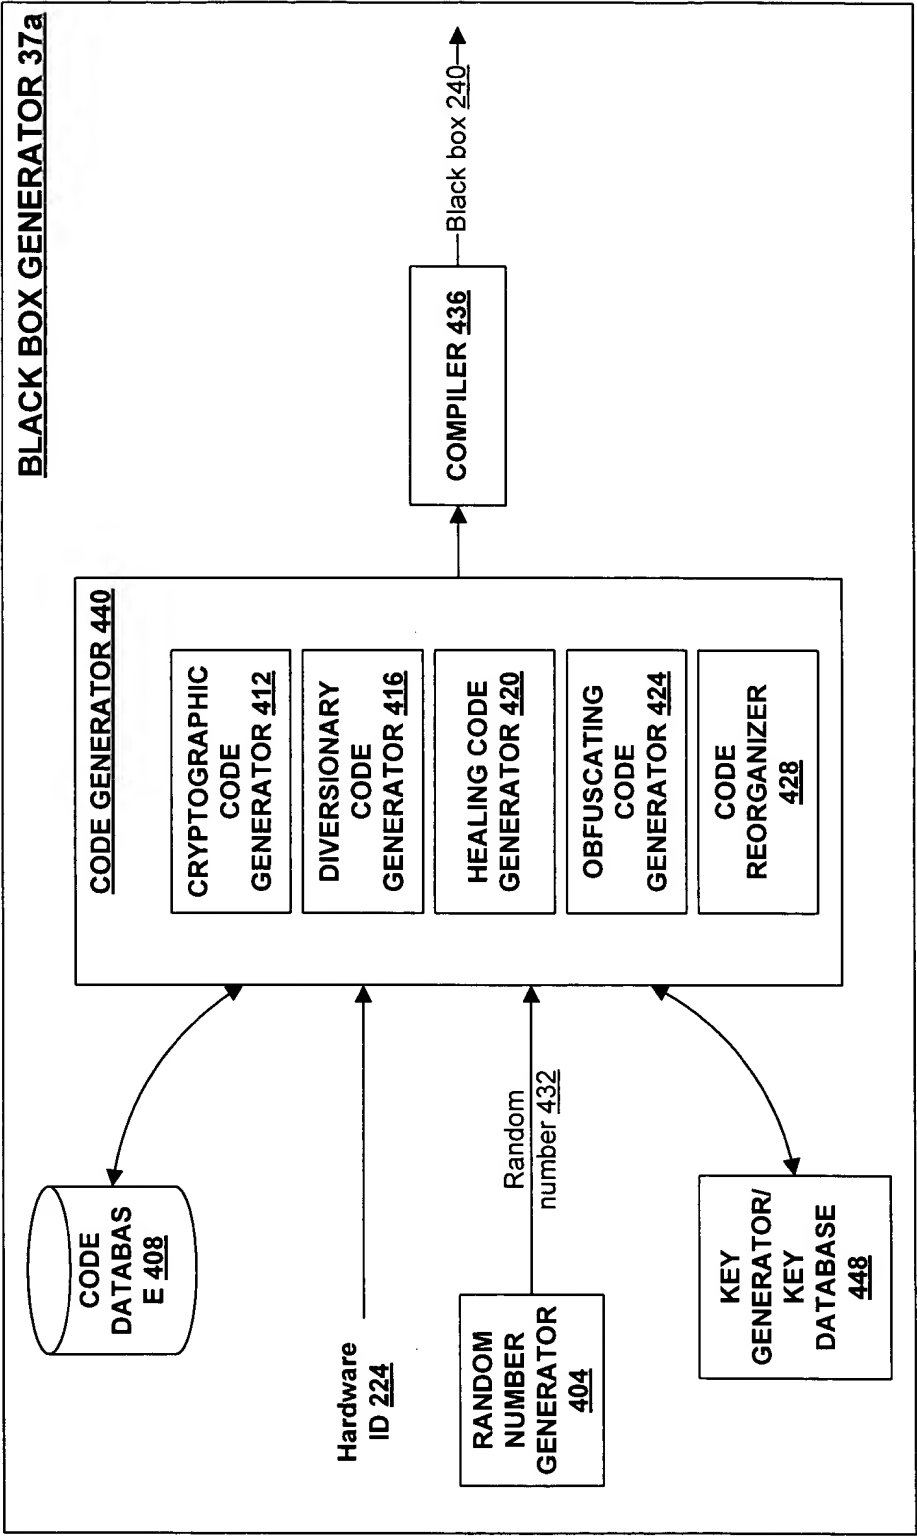 BLACK BOX GENERATOR 37a
CODE
DATABAS
E 408
Hardware
ID 224
RANDOM
NUMBER
GENERATOR
404
Random
number 432
KEY
GENERATOR/
KEY
DATABASE
448
CODE GENERATOR 440
CRYPTOGRAPHIC
CODE
GENERATOR 412
DIVERSIONARY
CODE
GENERATOR 416
HEALING CODE
GENERATOR 420
OBFUSCATING
CODE
GENERATOR 424
CODE
REORGANIZER
428
COMPILER 436
Black box 240